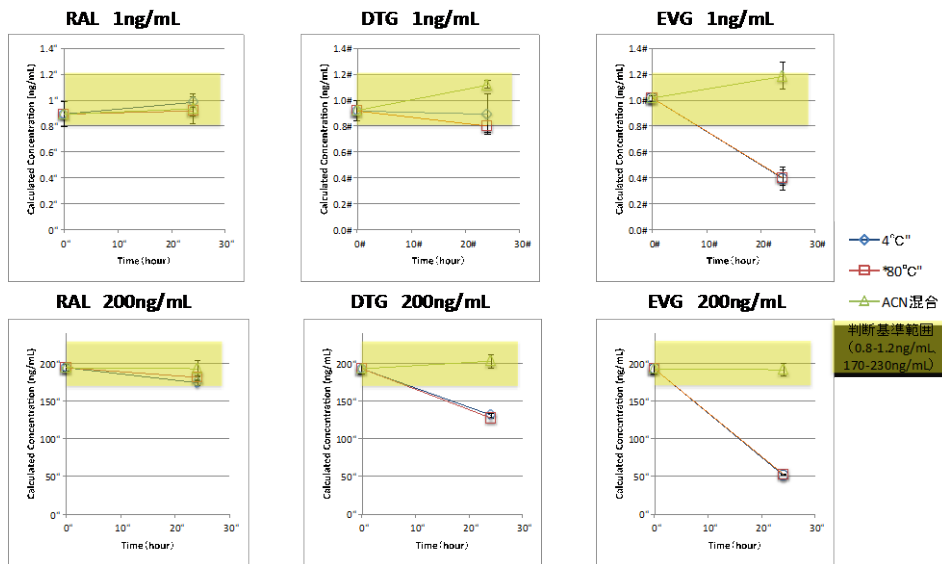 RAL 1ng/mL
DTG 1ng/mL
EVG 1ng/mL
Calculated Concentration (ng/mL)
1.4"
1.2"
1"
0.8"
0.6"
0.4"
0.2"
0"
0" 10" 20" 30"
Time(hour)
Calculated Concentration (ng/mL)
1.4#
1.2#
1.0#
0.8#
0.6#
0.4#
0.2#
0.0#
0# 10# 20# 30#
Time(hour)
Calculated Concentration (ng/mL)
1.4#
1.2#
1.0#
0.8#
0.6#
0.4#
0.2#
0.0#
0# 10# 20# 30#
Time(hour)
RAL 200ng/mL
DTG 200ng/mL
EVG 200ng/mL
Calculated Concentration (ng/mL)
200"
150"
100"
50"
0"
0" 10" 20" 30"
Time(hour)
Calculated Concentration (ng/mL)
200"
150"
100"
50"
0"
0" 10" 20" 30"
Time(hour)
Calculated Concentration (ng/mL)
200"
150"
100"
50"
0"
0" 10" 20" 30"
Time(hour)
4°C"
*80°C"
ACN混合
判断基準範囲
(0.8-1.2ng/mL,
170-230ng/mL)